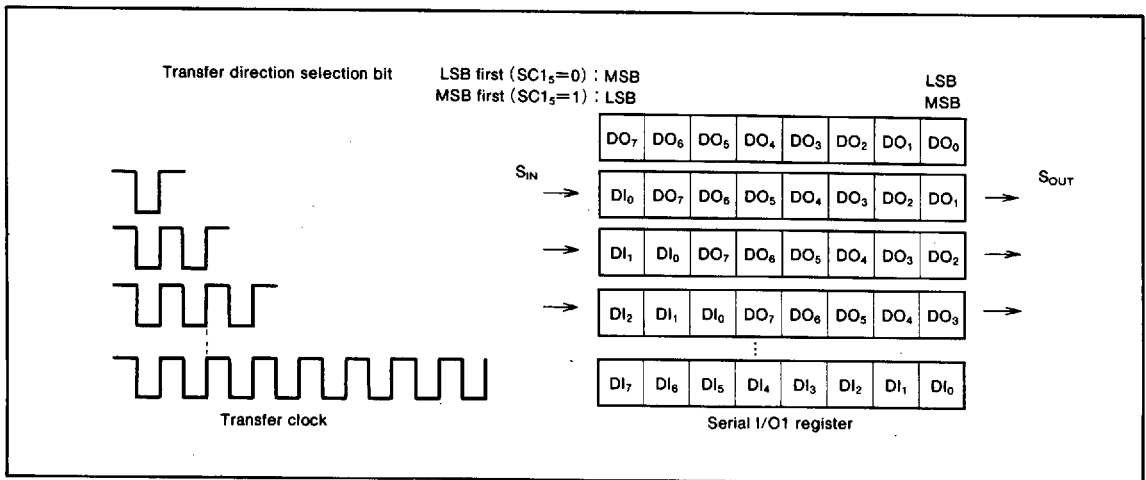 Transfer direction selection bit LSB first (SC1₅=0) : MSB LSB
MSB first (SC1₅=1) : LSB MSB
DO₇ DO₆ DO₅ DO₄ DO₃ DO₂ DO₁ DO₀
S_IN DI₀ DO₇ DO₆ DO₅ DO₄ DO₃ DO₂ DO₁ S_OUT
DI₁ DI₀ DO₇ DO₆ DO₅ DO₄ DO₃ DO₂
DI₂ DI₁ DI₀ DO₇ DO₆ DO₅ DO₄ DO₃
DI₇ DI₆ DI₅ DI₄ DI₃ DI₂ DI₁ DI₀
Transfer clock Serial I/O1 register